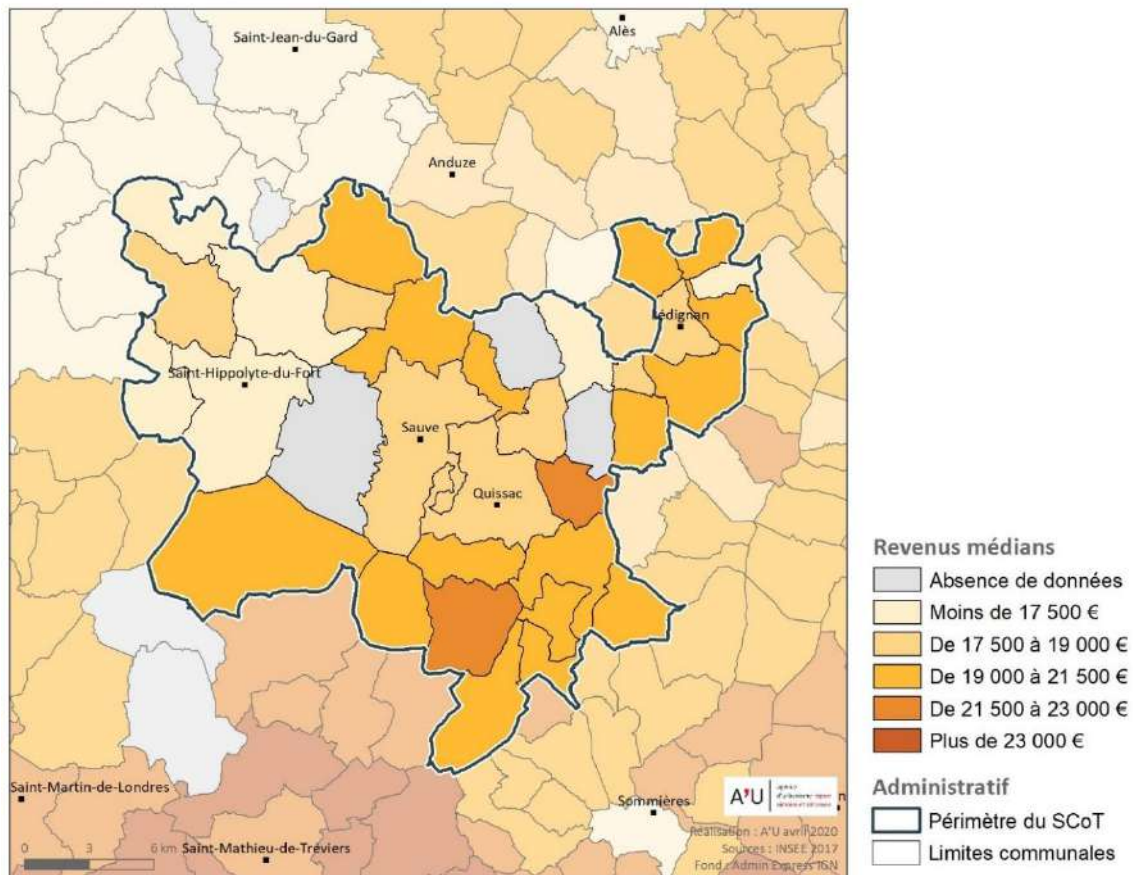 Saint-Jean-du-Gard
Alès
Anduze
Lédignan
Saint-Hippolyte-du-Fort
Sauve
Quissac
Saint-Martin-de-Londres
Sommières
Saint-Mathieu-de-Tréviers
0 3 6 km
A'U
Réalisation : A'U avril 2020
Sources : INSEE 2017
Fond : Admin Express IGN
Revenus médians
Absence de données
Moins de 17 500 €
De 17 500 à 19 000 €
De 19 000 à 21 500 €
De 21 500 à 23 000 €
Plus de 23 000 €
Administratif
Périmètre du SCoT
Limites communales